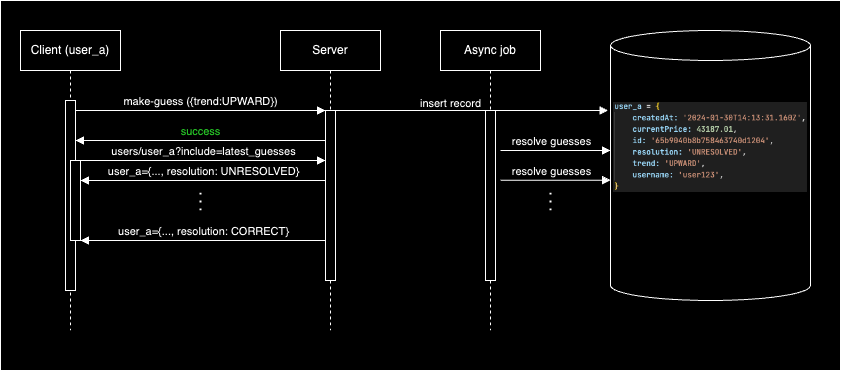 Client (user_a)
Server
Async job
make-guess ({trend:UPWARD})
insert record
success
users/user_a?include=latest_guesses
user_a={..., resolution: UNRESOLVED}
user_a={..., resolution: CORRECT}
resolve guesses
resolve guesses
user_a = {
createdAt: '2024-01-30T14:13:31.160Z',
currentPrice: 43187.01,
id: '65b9040b8b758463740d1204',
resolution: 'UNRESOLVED',
trend: 'UPWARD',
username: 'user123',
}